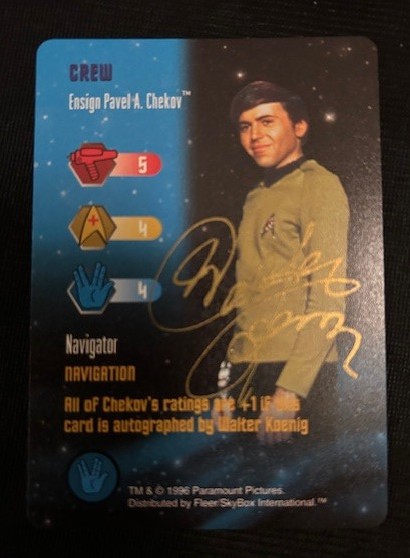 CREW
Ensign Pavel A. Chekov™
5
4
4
Navigator
NAVIGATION
All of Chekov's ratings are +1 if this
card is autographed by Walter Koenig
TM & © 1996 Paramount Pictures.
Distributed by Fleer/SkyBox International.™